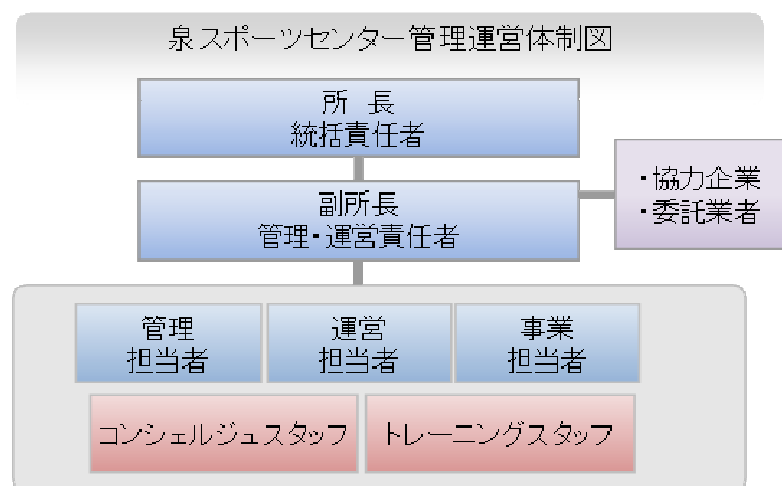 泉スポーツセンター管理運営体制図
所　長
統括責任者
副所長
管理・運営責任者
・協力企業
・委託業者
管理
担当者
運営
担当者
事業
担当者
コンシェルジュスタッフ
トレーニングスタッフ